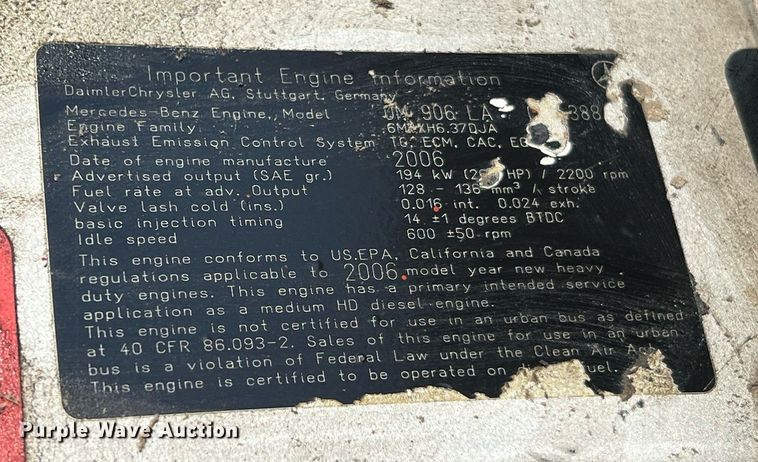 Important Engine Information
DaimlerChrysler AG, Stuttgart, Germany
Mercedes-Benz Engine, Model OM 906 LA 388
Engine Family
Exhaust Emission Control System TC, ECM, CAC,
Date of engine manufacture 2006
Advertised output (SAE gr.) 194 kW HP) / 2200 rpm
Fuel rate at adv. Output 128 - 136 mm³ / stroke
Valve lash cold (ins.) 0.016 int. 0.024 exh.
basic injection timing 14 ±1 degrees BTDC
Idle speed 600 ±50 rpm
This engine conforms to US.EPA, California and Canada
regulations applicable to 2006 model year new heavy
duty engines. This engine has a primary intended service
application as a medium HD diesel engine.
This engine is not certified for use in an urban bus as defined
at 40 CFR 86.093-2. Sales of this engine for use in an urban
bus is a violation of Federal Law under the Clean Air Act.
This engine is certified to be operated on fuel.
Purple Wave Auction